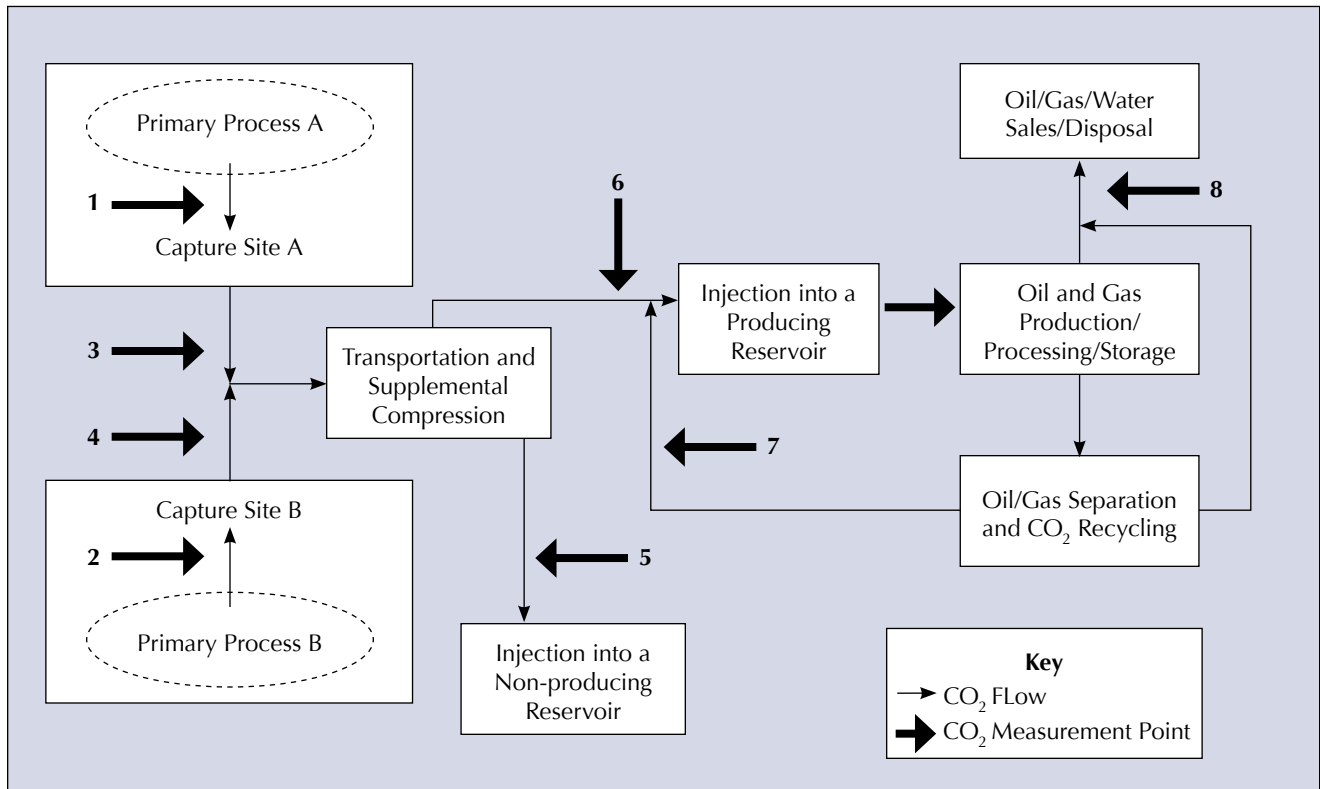 Primary Process A
1
Capture Site A
3
4
Capture Site B
2
Primary Process B
Transportation and
Supplemental
Compression
6
Injection into a
Producing
Reservoir
7
5
Injection into a
Non-producing
Reservoir
Oil/Gas/Water
Sales/Disposal
8
Oil and Gas
Production/
Processing/Storage
Oil/Gas Separation
and CO₂ Recycling
Key
CO₂ FLow
CO₂ Measurement Point